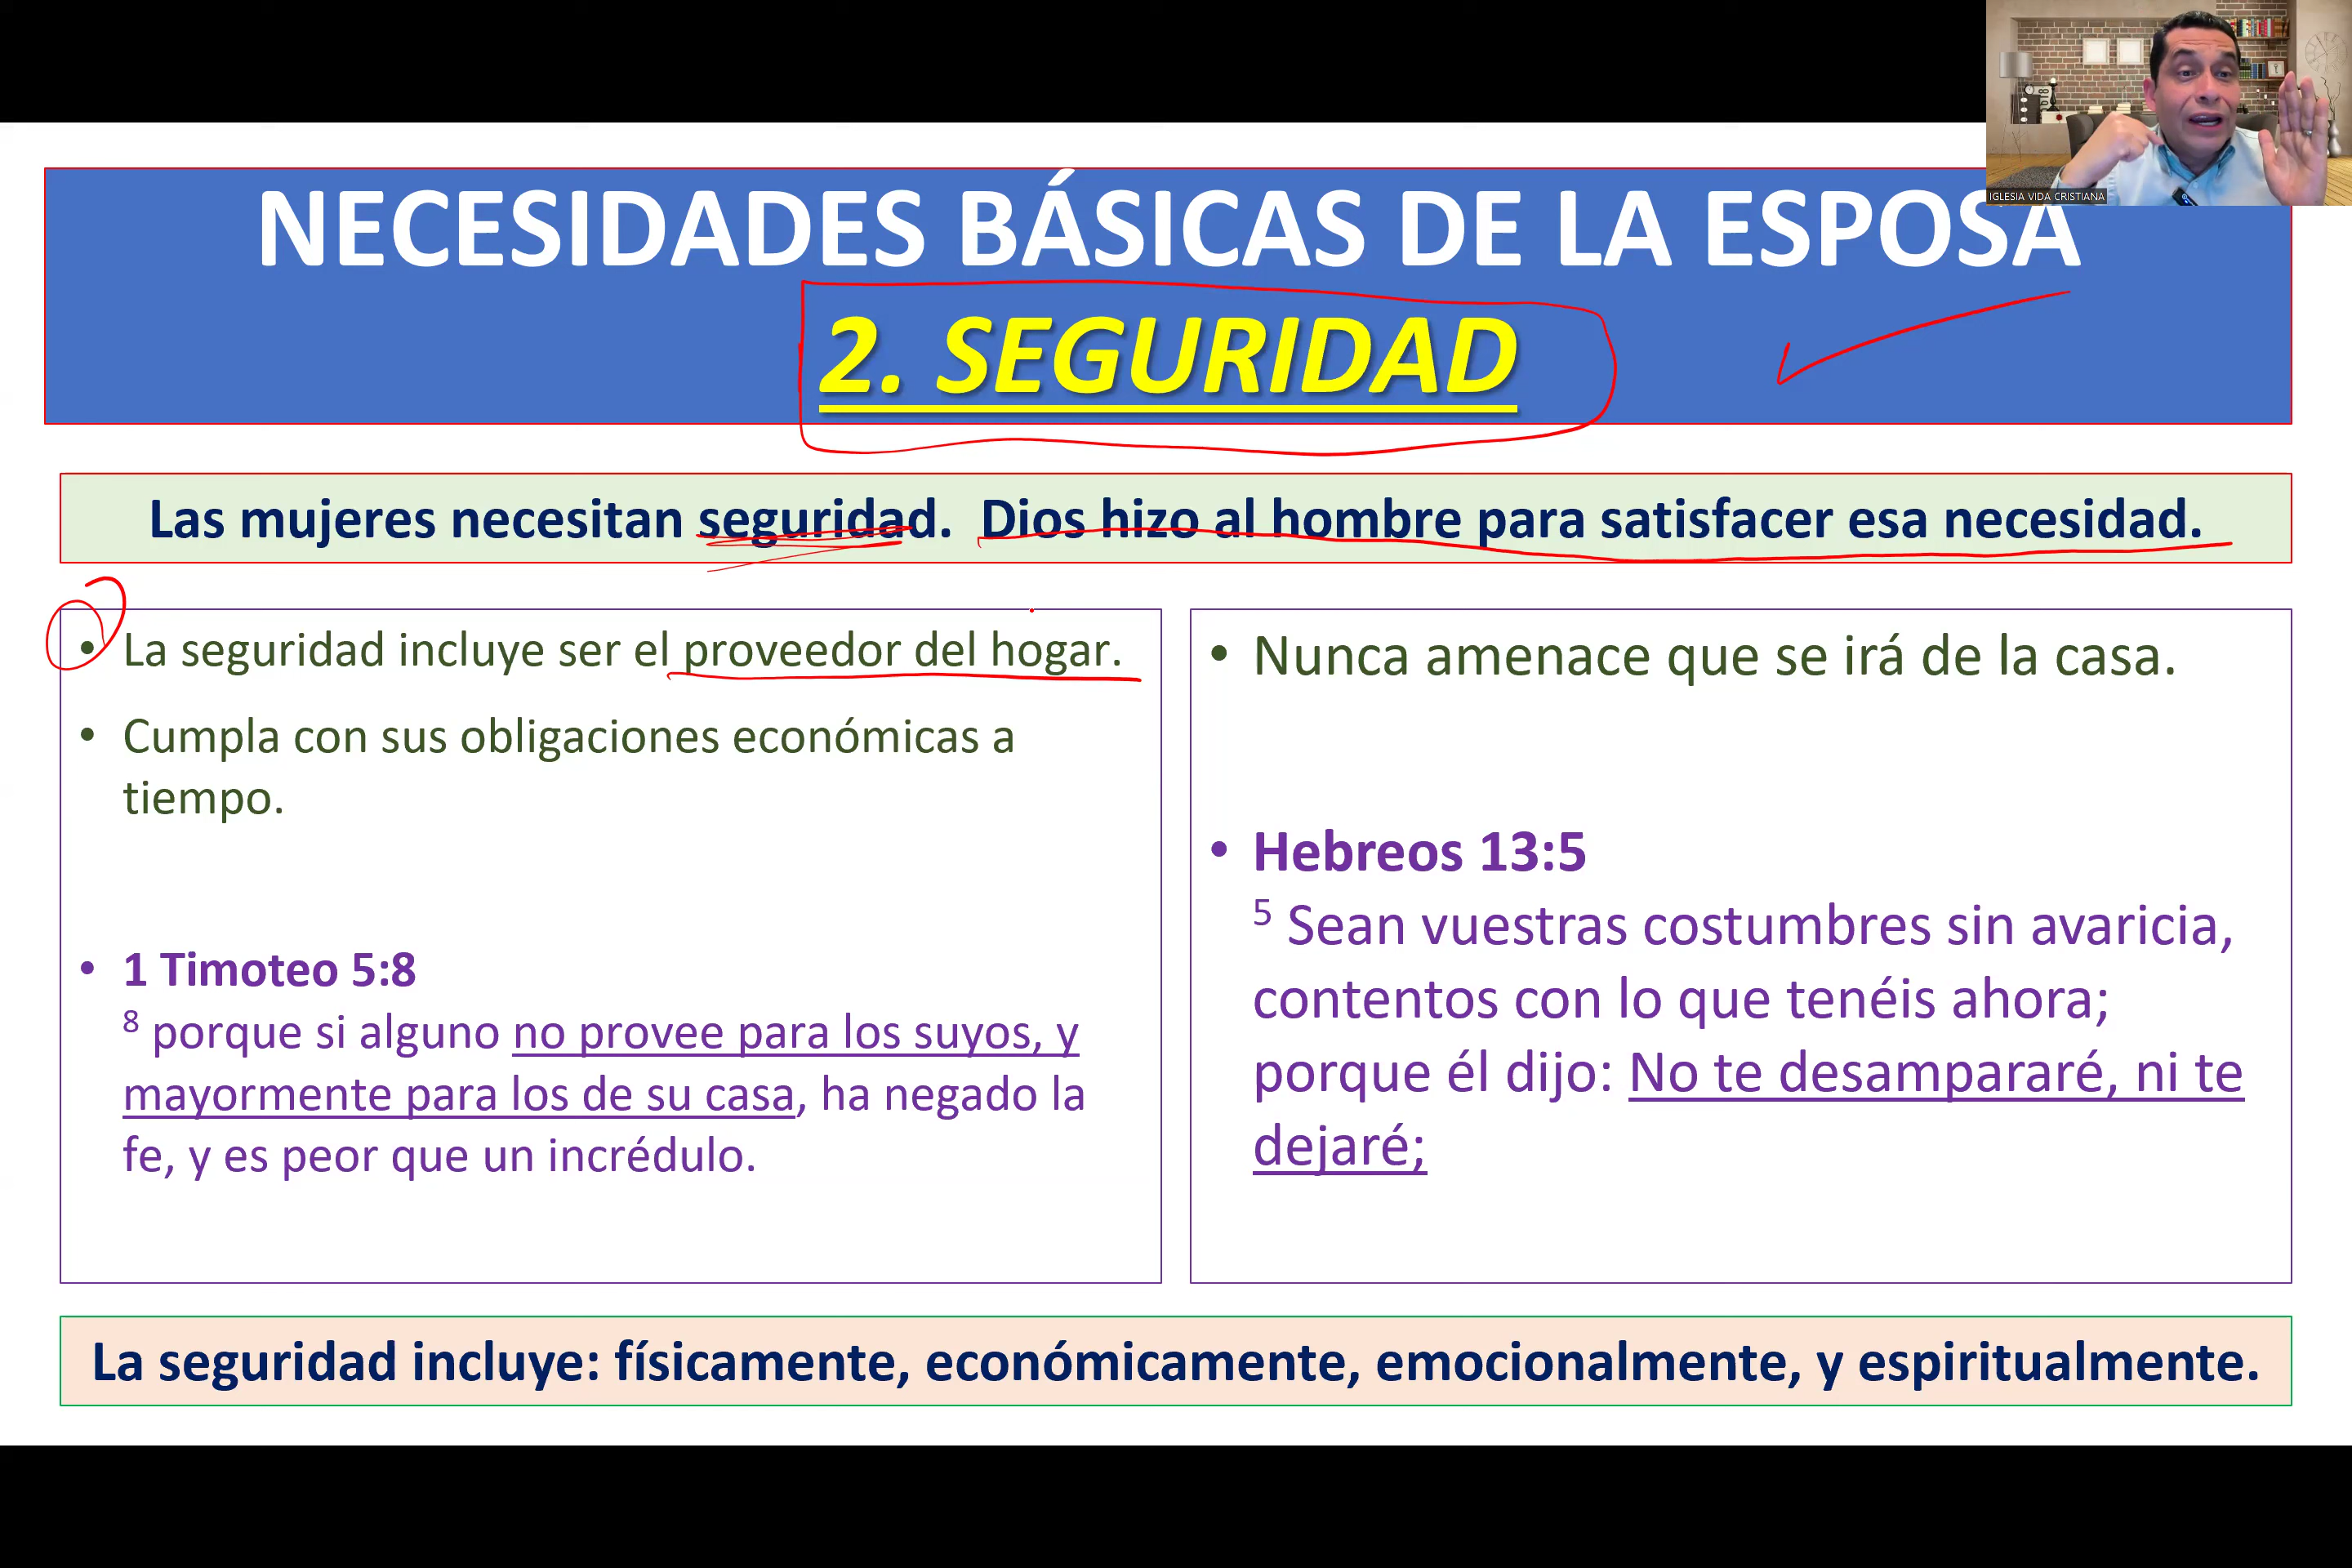 IGLESIA VIDA CRISTIANA
NECESIDADES BÁSICAS DE LA ESPOSA
2. SEGURIDAD
Las mujeres necesitan seguridad. Dios hizo al hombre para satisfacer esa necesidad.
• La seguridad incluye ser el proveedor del hogar.
• Cumpla con sus obligaciones económicas a
tiempo.
• 1 Timoteo 5:8
8 porque si alguno no provee para los suyos, y
mayormente para los de su casa, ha negado la
fe, y es peor que un incrédulo.
• Nunca amenace que se irá de la casa.
• Hebreos 13:5
5 Sean vuestras costumbres sin avaricia,
contentos con lo que tenéis ahora;
porque él dijo: No te desampararé, ni te
dejaré;
La seguridad incluye: físicamente, económicamente, emocionalmente, y espiritualmente.